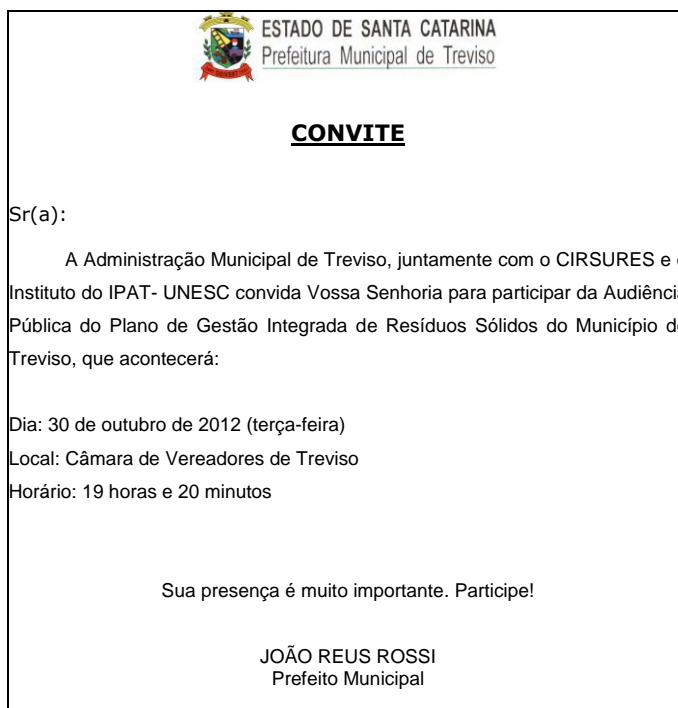 ESTADO DE SANTA CATARINA
Prefeitura Municipal de Treviso
CONVITE
Sr(a):
A Administração Municipal de Treviso, juntamente com o CIRSURES e
Instituto do IPAT- UNESC convida Vossa Senhoria para participar da Audiênci
Pública do Plano de Gestão Integrada de Resíduos Sólidos do Município d
Treviso, que acontecerá:
Dia: 30 de outubro de 2012 (terça-feira)
Local: Câmara de Vereadores de Treviso
Horário: 19 horas e 20 minutos
Sua presença é muito importante. Participe!
JOÃO REUS ROSSI
Prefeito Municipal